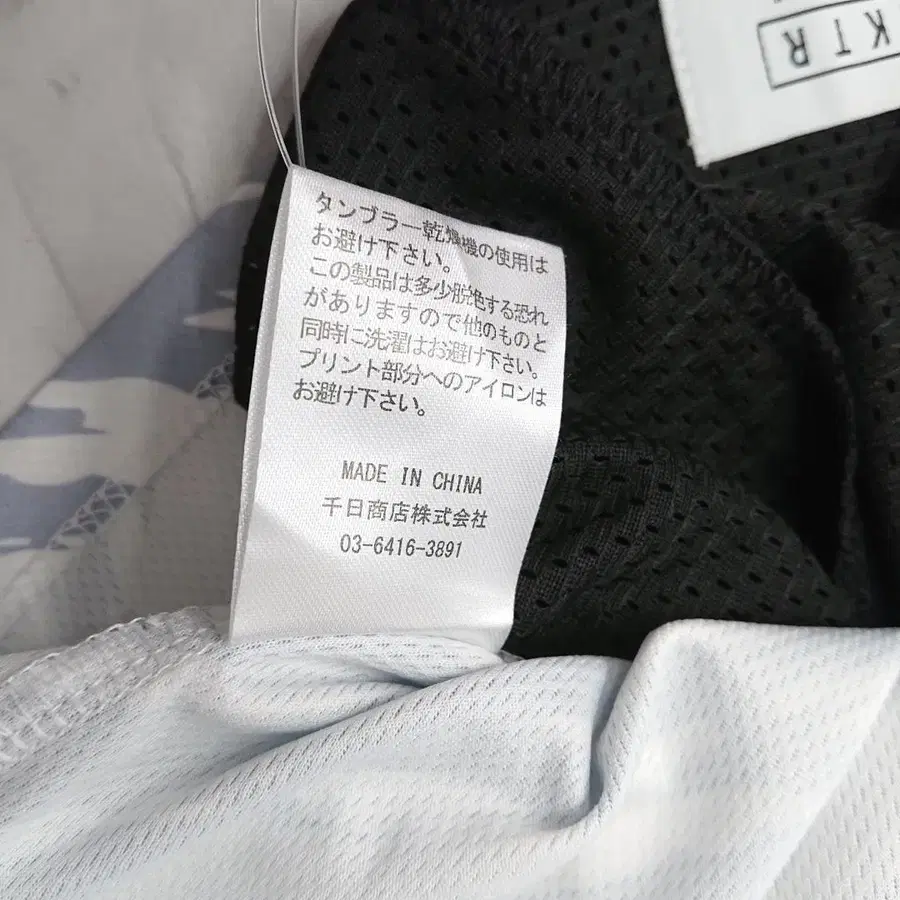 KTR
タンブラー乾燥機の使用は
お避け下さい。
この製品は多少脱色する恐れ
がありますので他のものと
同時に洗濯はお避け下さい。
プリント部分へのアイロンは
お避け下さい。
MADE IN CHINA
千日商店株式会社
03-6416-3891